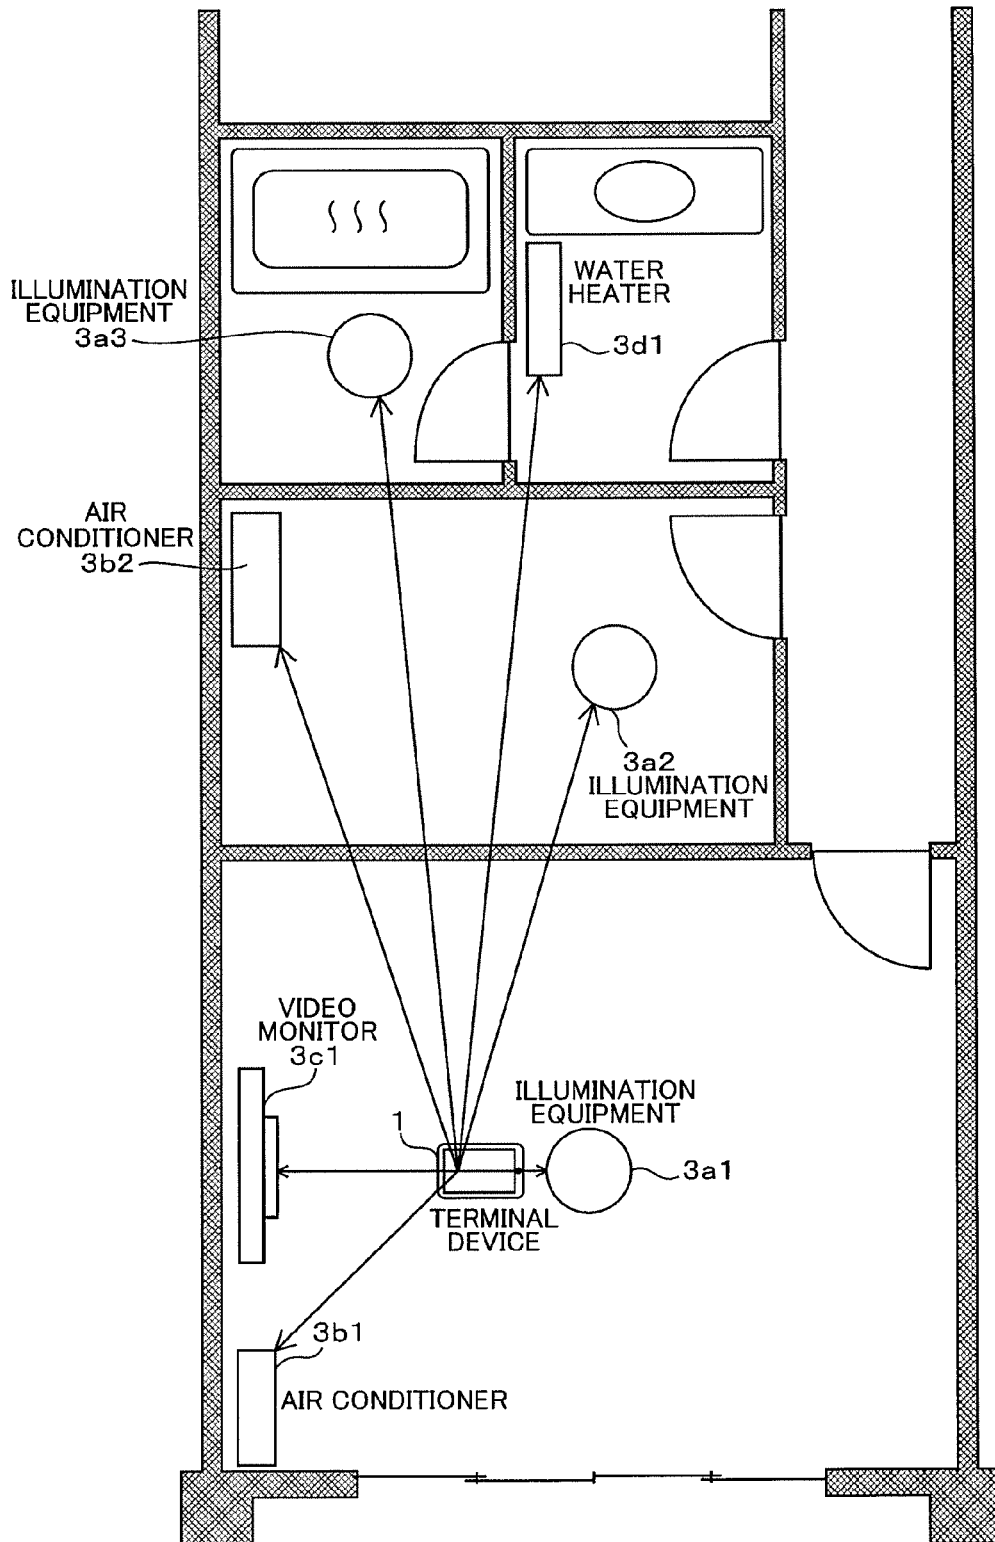 ILLUMINATION
EQUIPMENT
3a3
WATER
HEATER
3d1
AIR
CONDITIONER
3b2
3a2
ILLUMINATION
EQUIPMENT
VIDEO
MONITOR
3c1
ILLUMINATION
EQUIPMENT
1
3a1
TERMINAL
DEVICE
3b1
AIR CONDITIONER